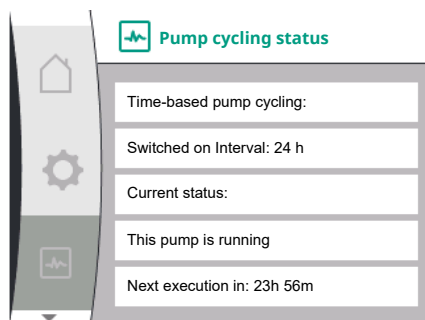 Pump cycling status
Time-based pump cycling:
Switched on Interval: 24 h
Current status:
This pump is running
Next execution in: 23h 56m